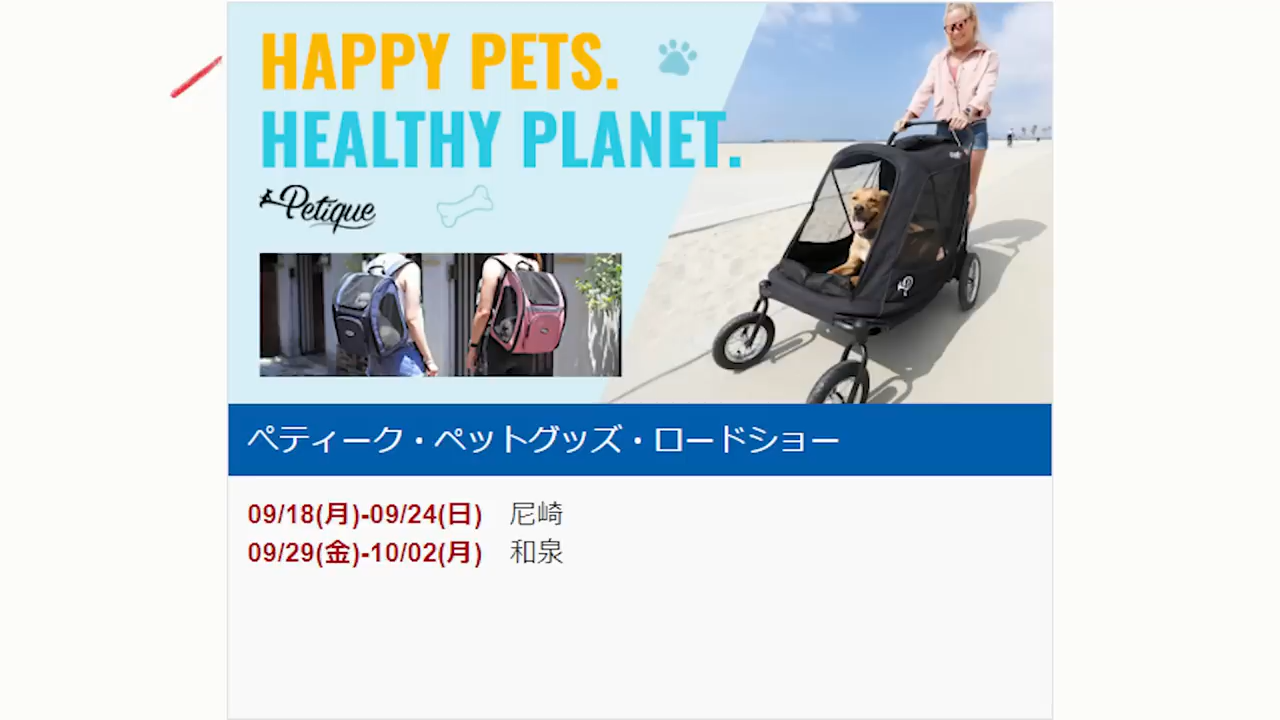 HAPPY PETS.
HEALTHY PLANET.
Petique
ペティーク・ペットグッズ・ロードショー
09/18(月)-09/24(日) 尼崎
09/29(金)-10/02(月) 和泉